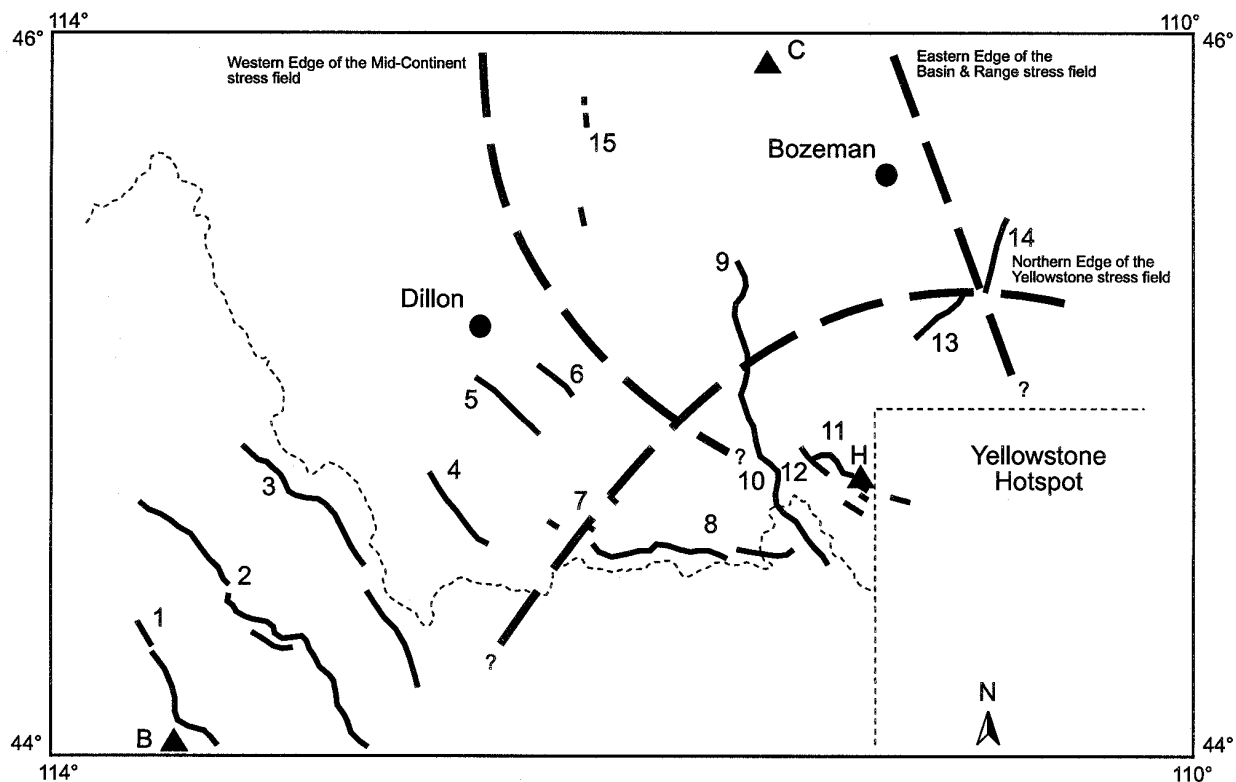 114°
110°
46°
46°
Western Edge of the Mid-Continent
stress field
C
Eastern Edge of the
Basin & Range stress field
15
Bozeman
14
9
Northern Edge of the
Yellowstone stress field
Dillon
13
6
5
?
11
?
H
Yellowstone
Hotspot
4
10
12
3
7
8
2
1
?
N
B
44°
44°
114°
110°